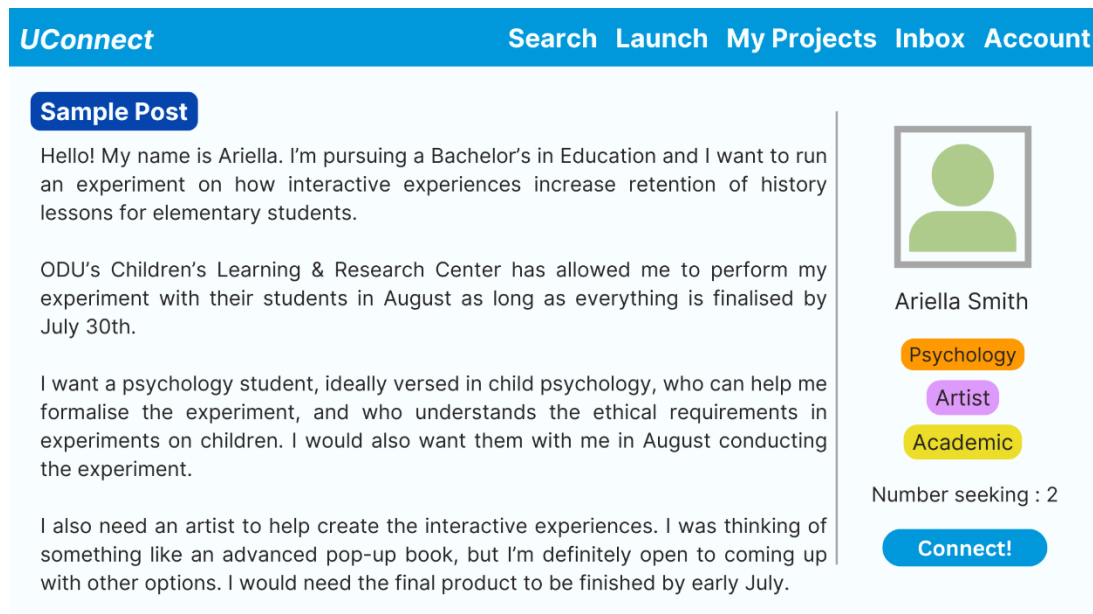 UConnect
Search Launch My Projects Inbox Account
Sample Post
Hello! My name is Ariella. I’m pursuing a Bachelor’s in Education and I want to run
an experiment on how interactive experiences increase retention of history
lessons for elementary students.
ODU’s Children’s Learning & Research Center has allowed me to perform my
experiment with their students in August as long as everything is finalised by
July 30th.
I want a psychology student, ideally versed in child psychology, who can help me
formalise the experiment, and who understands the ethical requirements in
experiments on children. I would also want them with me in August conducting
the experiment.
I also need an artist to help create the interactive experiences. I was thinking of
something like an advanced pop-up book, but I’m definitely open to coming up
with other options. I would need the final product to be finished by early July.
Ariella Smith
Psychology
Artist
Academic
Number seeking : 2
Connect!